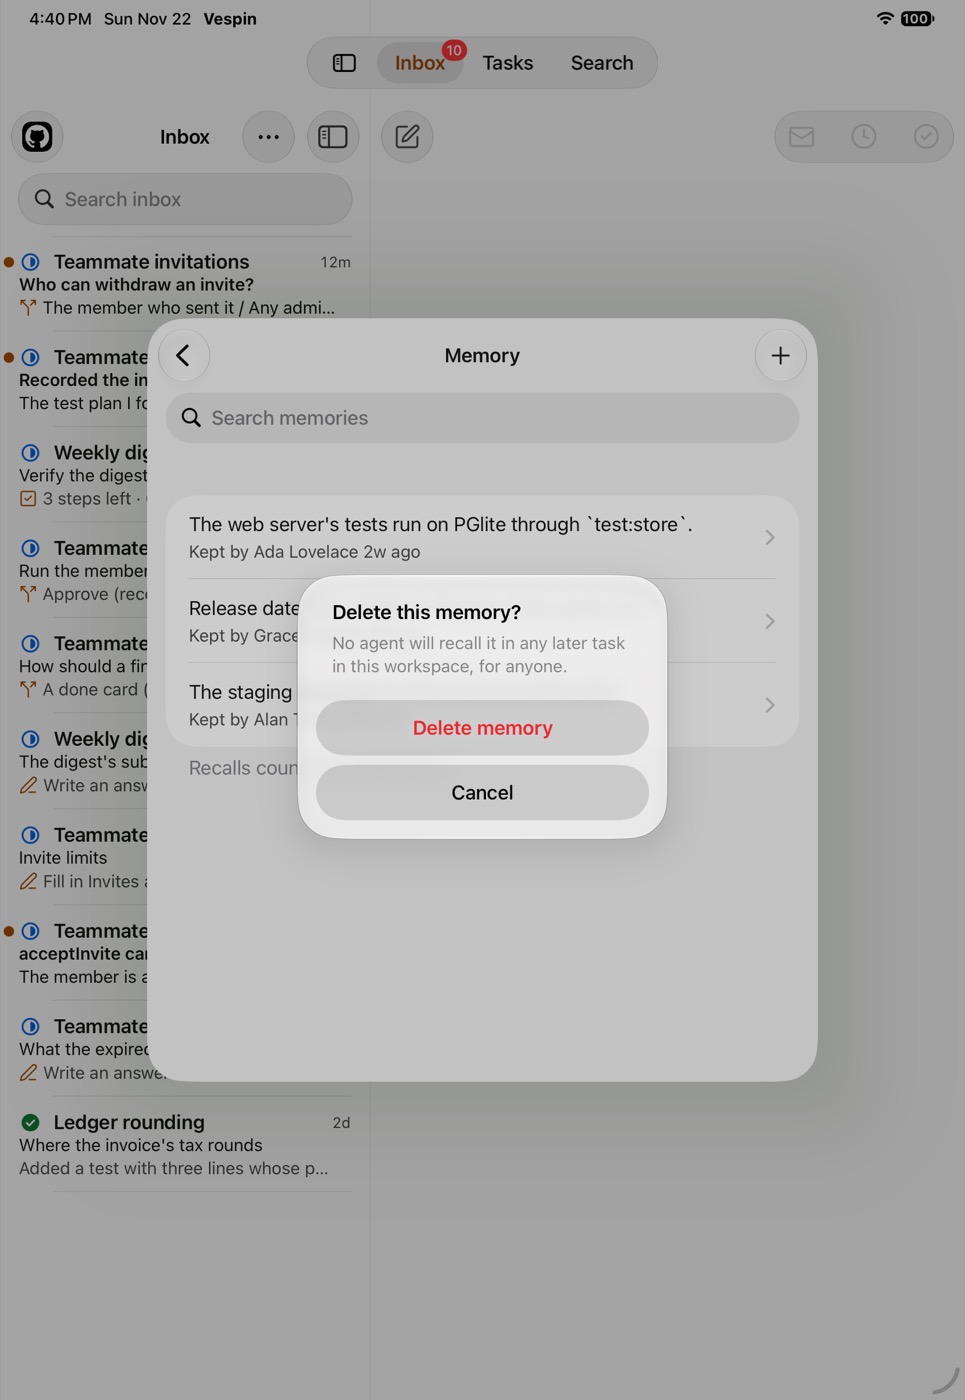 4:40 PM Sun Nov 22 Vespin
100
Inbox
10
Tasks
Search
Inbox
Search inbox
Teammate invitations
12m
Who can withdraw an invite?
The member who sent it / Any admi...
Teammate
Recorded the in
The test plan I fo
Weekly dig
Verify the digest
3 steps left ·
Teammate
Run the member
Approve (rec
Teammate
How should a fin
A done card (
Weekly dig
The digest's sub
Write an answ
Teammate
Invite limits
Fill in Invites
Teammate
acceptInvite ca
The member is a
Teammate
What the expired
Write an answe
Ledger rounding
2d
Where the invoice's tax rounds
Added a test with three lines whose p...
Memory
Search memories
The web server's tests run on PGlite through `test:store`.
Kept by Ada Lovelace 2w ago
Release date
Kept by Grace
The staging
Kept by Alan T
Recalls coun
Delete this memory?
No agent will recall it in any later task
in this workspace, for anyone.
Delete memory
Cancel